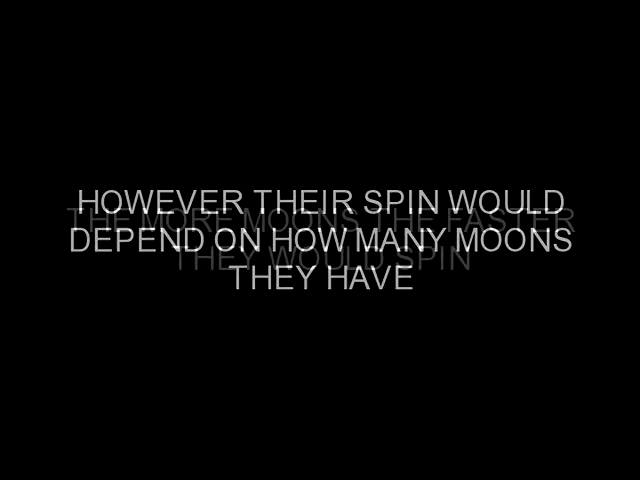 HOWEVER THEIR SPIN WOULD
DEPEND ON HOW MANY MOONS
THEY HAVE
THE MORE MOONS THE FASTER
THEY WOULD SPIN